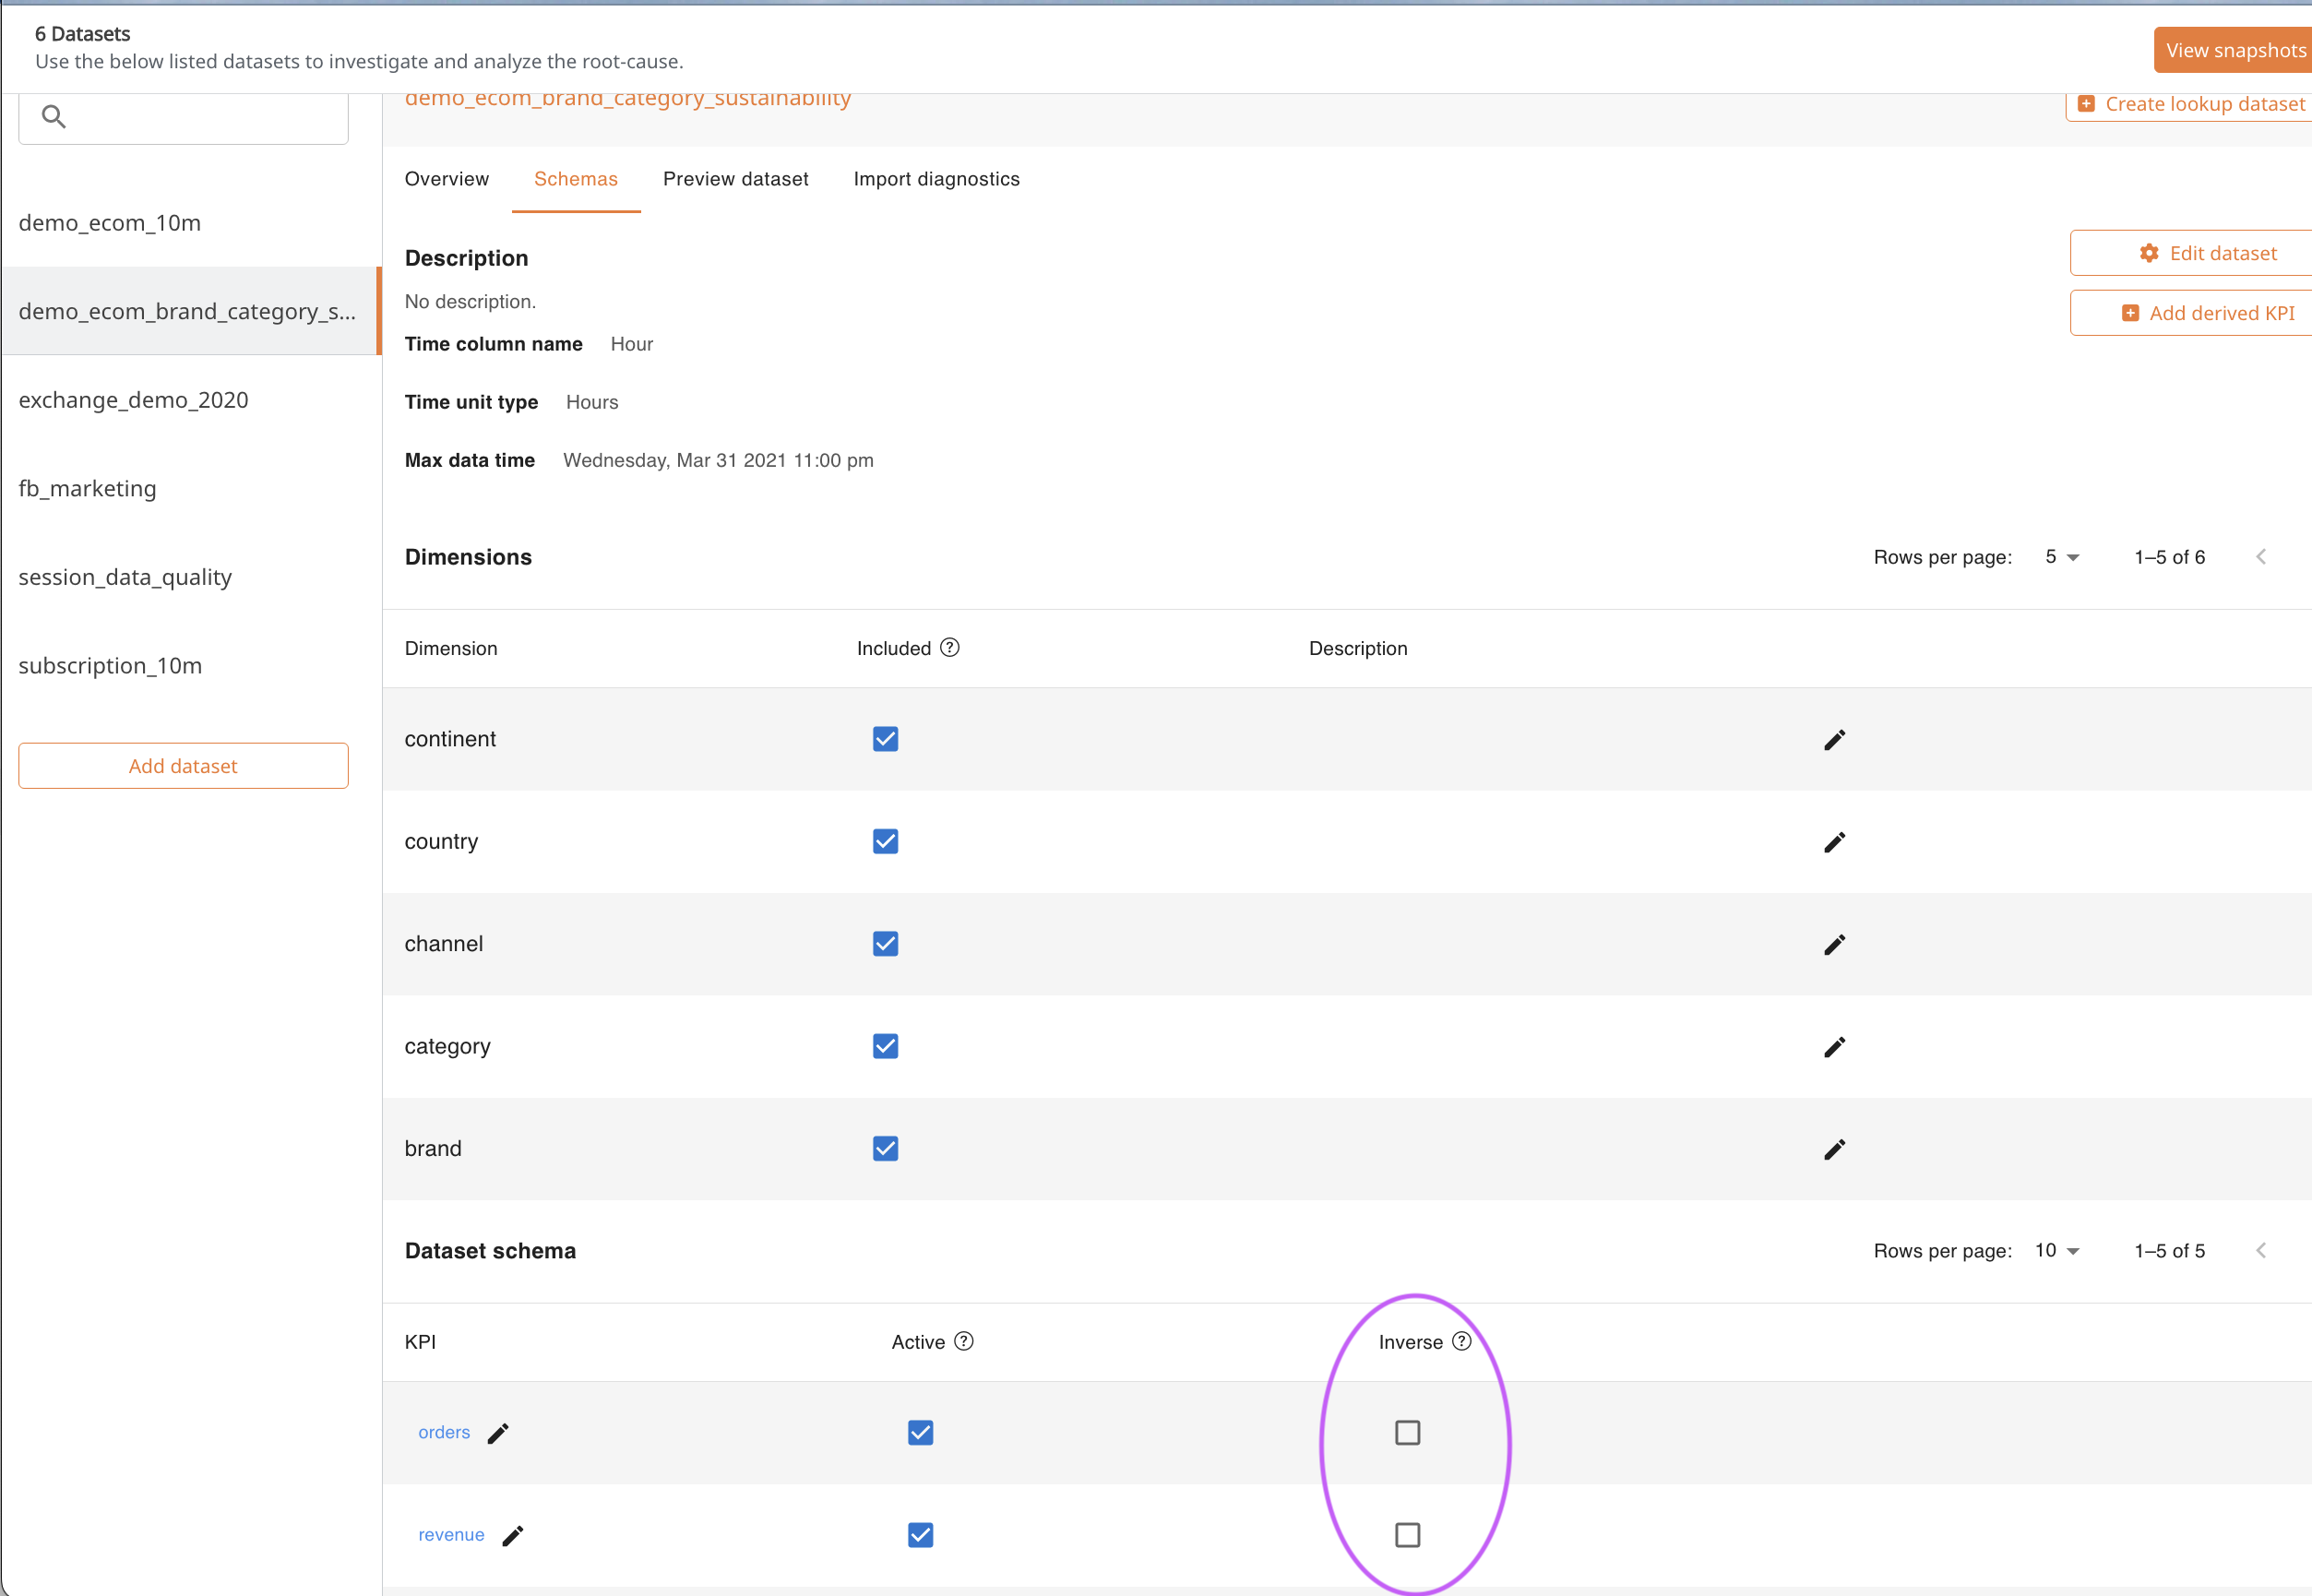 6 Datasets
Use the below listed datasets to investigate and analyze the root-cause.
View snapshots
demo_ecom_brand_category_sustainability
Create lookup dataset
Overview Schemas Preview dataset Import diagnostics
demo_ecom_10m
demo_ecom_brand_category_s...
exchange_demo_2020
fb_marketing
session_data_quality
subscription_10m
Add dataset
Description
No description.
Edit dataset
Add derived KPI
Time column name Hour
Time unit type Hours
Max data time Wednesday, Mar 31 2021 11:00 pm
Dimensions Rows per page: 5 1–5 of 6
Dimension Included ? Description
continent
country
channel
category
brand
Dataset schema Rows per page: 10 1–5 of 5
KPI Active ? Inverse ?
orders
revenue